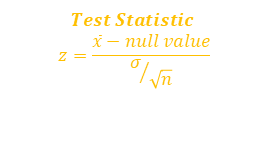 Test Statistic
z = (x̄ − null value) / (σ/√n)